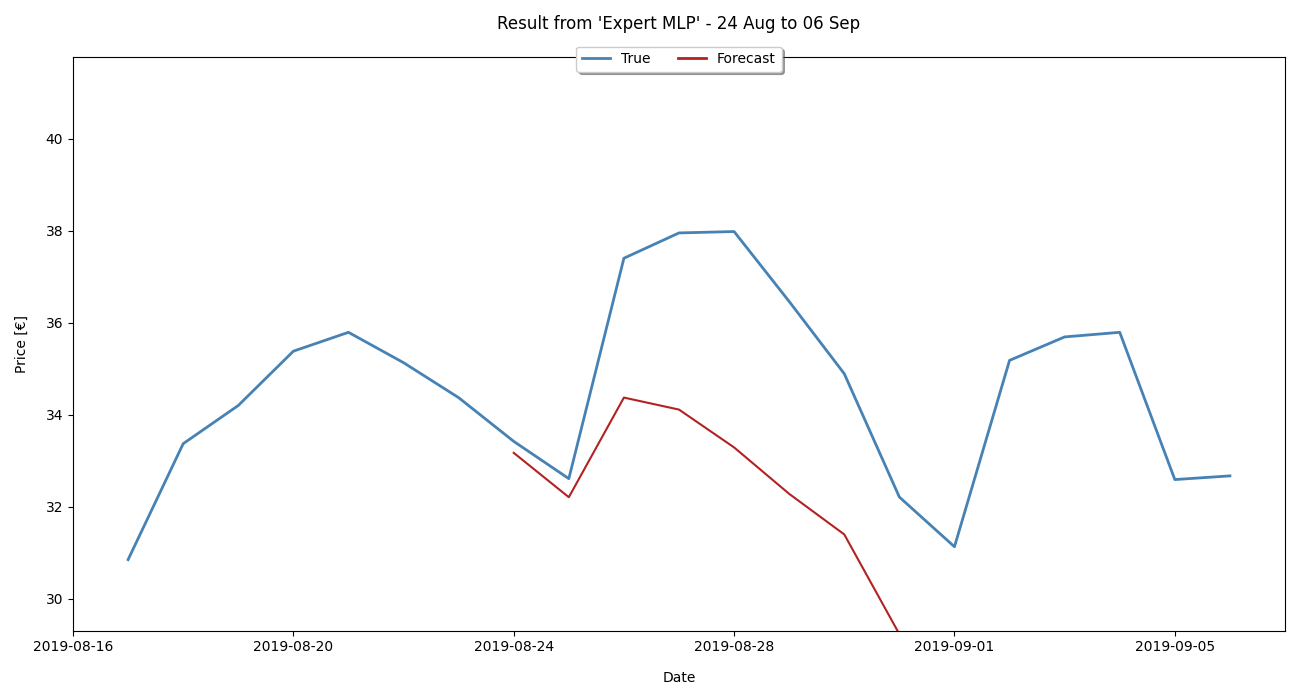 Result from 'Expert MLP' - 24 Aug to 06 Sep
True Forecast
40
38
36
34
32
30
Price [€]
2019-08-16 2019-08-20 2019-08-24 2019-08-28 2019-09-01 2019-09-05
Date